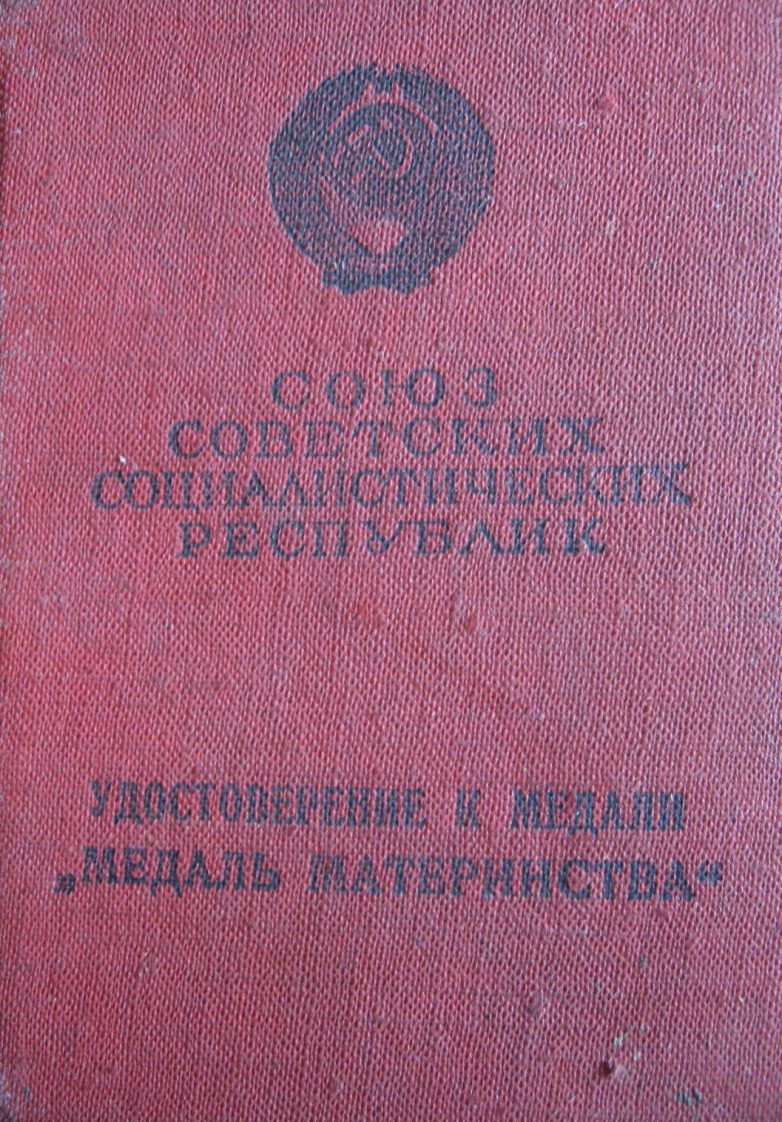 СОЮЗ
СОВЕТСКИХ
СОЦИАЛИСТИЧЕСКИХ
РЕСПУБЛИК
УДОСТОВЕРЕНИЕ К МЕДАЛИ
„МЕДАЛЬ МАТЕРИНСТВА“